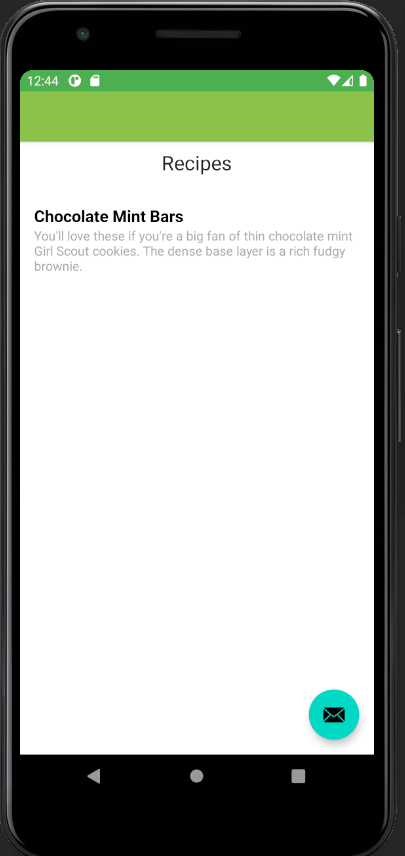 12:44
Recipes
Chocolate Mint Bars
You'll love these if you're a big fan of thin chocolate mint
Girl Scout cookies. The dense base layer is a rich fudgy
brownie.